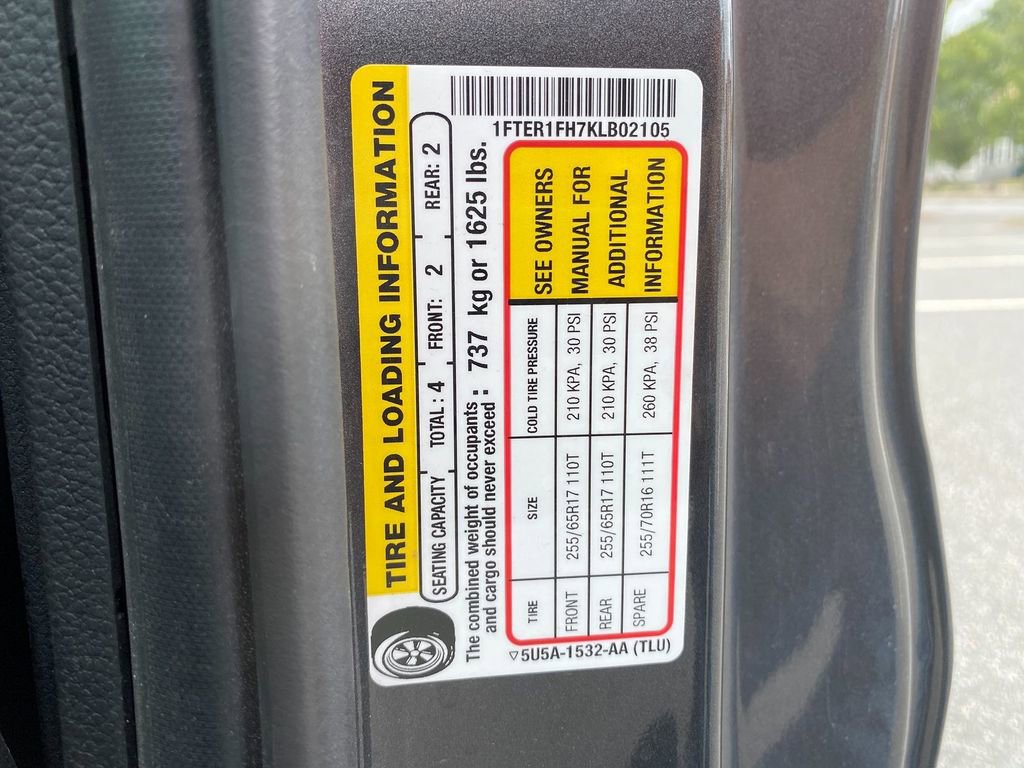 TIRE AND LOADING INFORMATION
SEATING CAPACITY TOTAL : 4 FRONT: 2 REAR: 2
The combined weight of occupants
and cargo should never exceed : 737 kg or 1625 lbs.
1FTER1FH7KLB02105
TIRE SIZE COLD TIRE PRESSURE
FRONT 255/65R17 110T 210 KPA, 30 PSI
REAR 255/65R17 110T 210 KPA, 30 PSI
SPARE 255/70R16 111T 260 KPA, 38 PSI
SEE OWNERS
MANUAL FOR
ADDITIONAL
INFORMATION
▽5U5A-1532-AA (TLU)